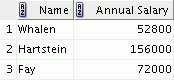 Name Annual Salary
1 Whalen 52800
2 Hartstein 156000
3 Fay 72000